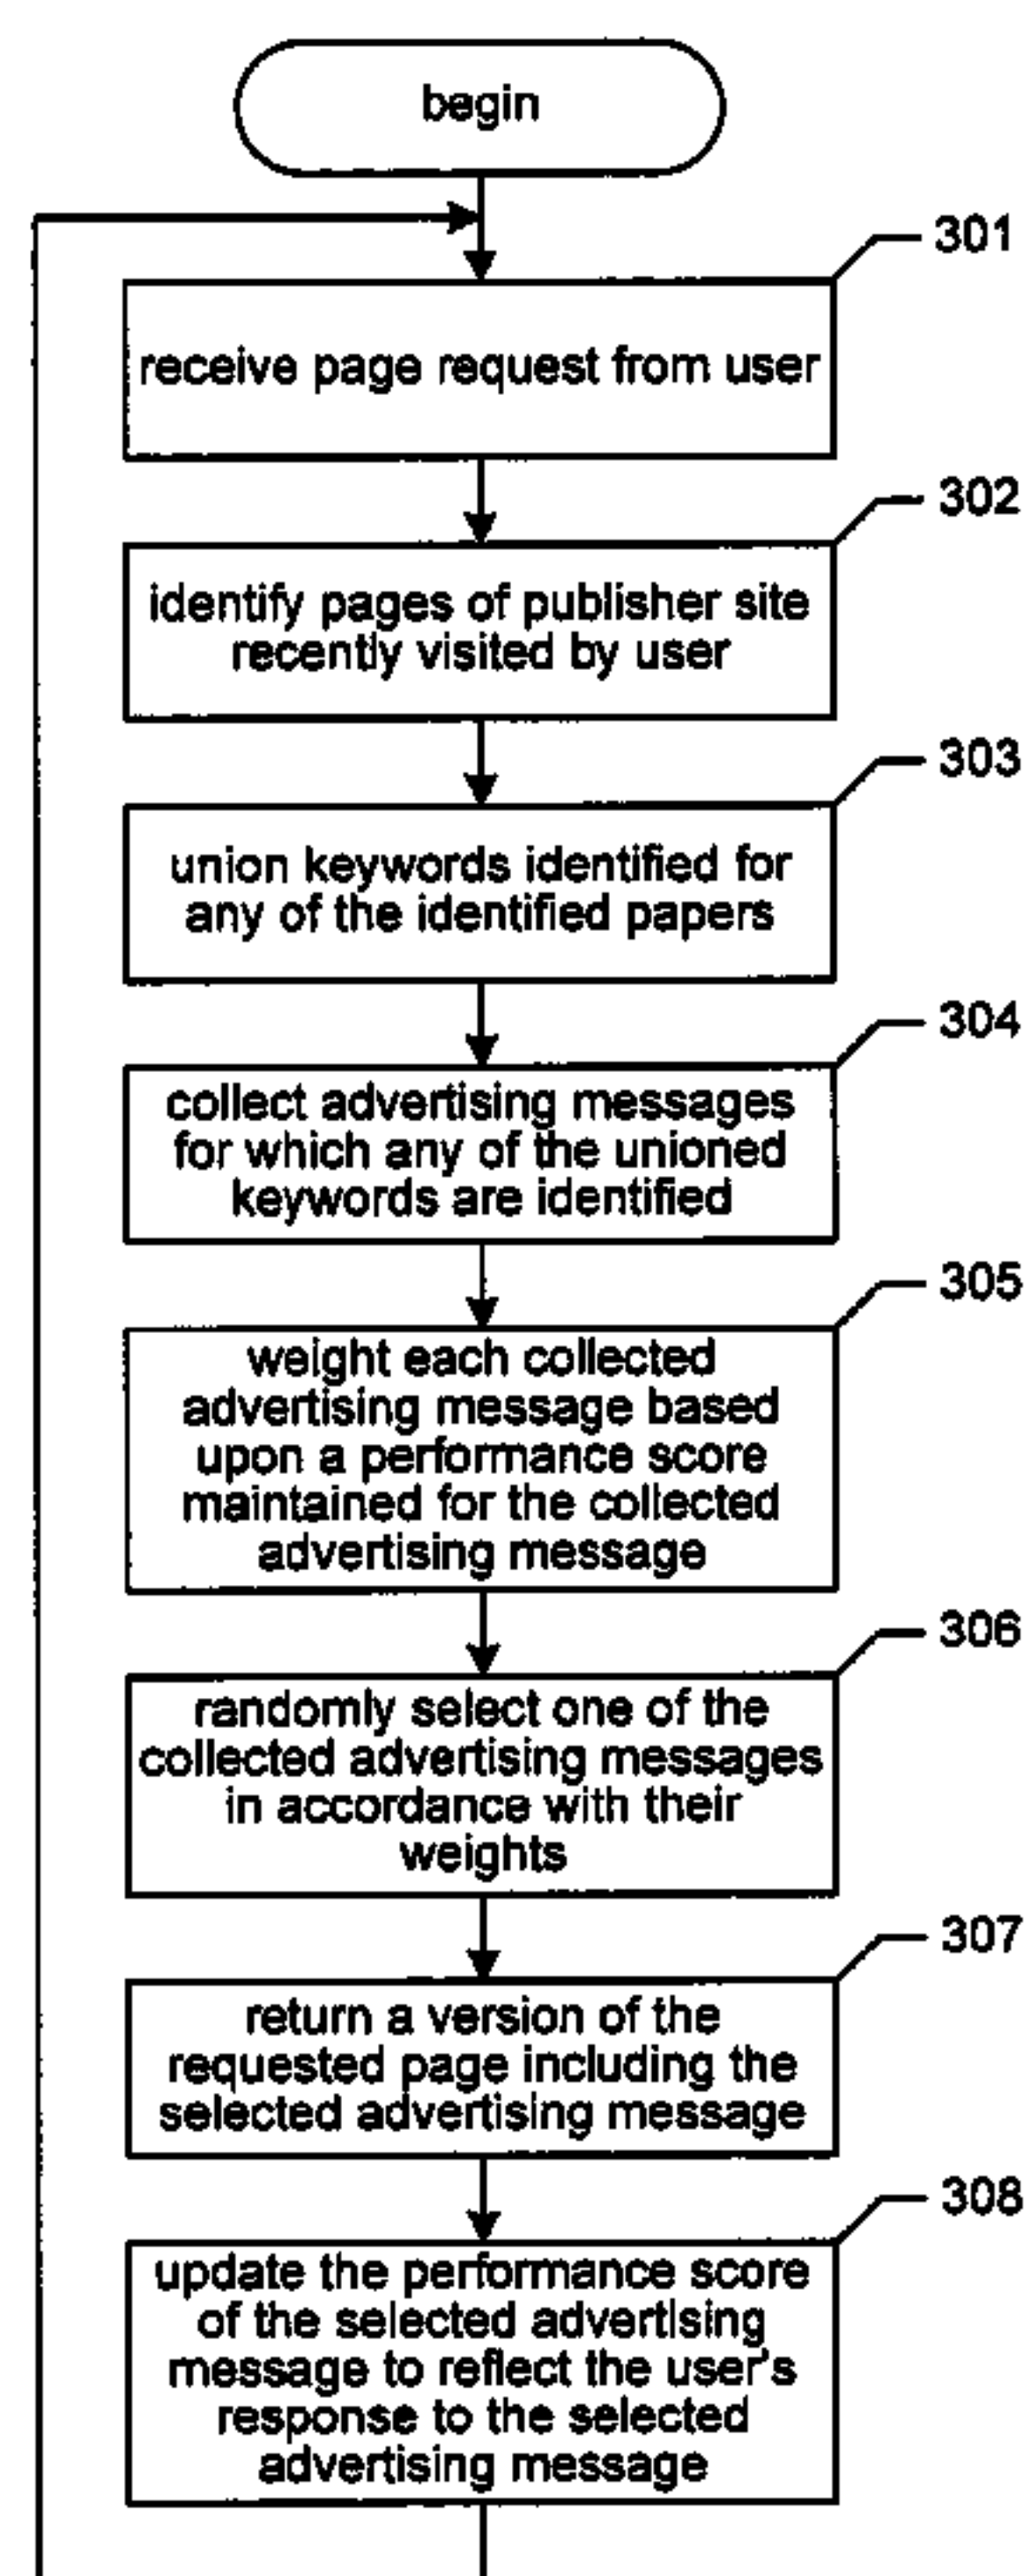 begin
301
receive page request from user
302
identify pages of publisher site
recently visited by user
303
union keywords identified for
any of the identified papers
304
collect advertising messages
for which any of the unioned
keywords are identified
305
weight each collected
advertising message based
upon a performance score
maintained for the collected
advertising message
306
randomly select one of the
collected advertising messages
in accordance with their
weights
307
return a version of the
requested page including the
selected advertising message
308
update the performance score
of the selected advertising
message to reflect the user's
response to the selected
advertising message